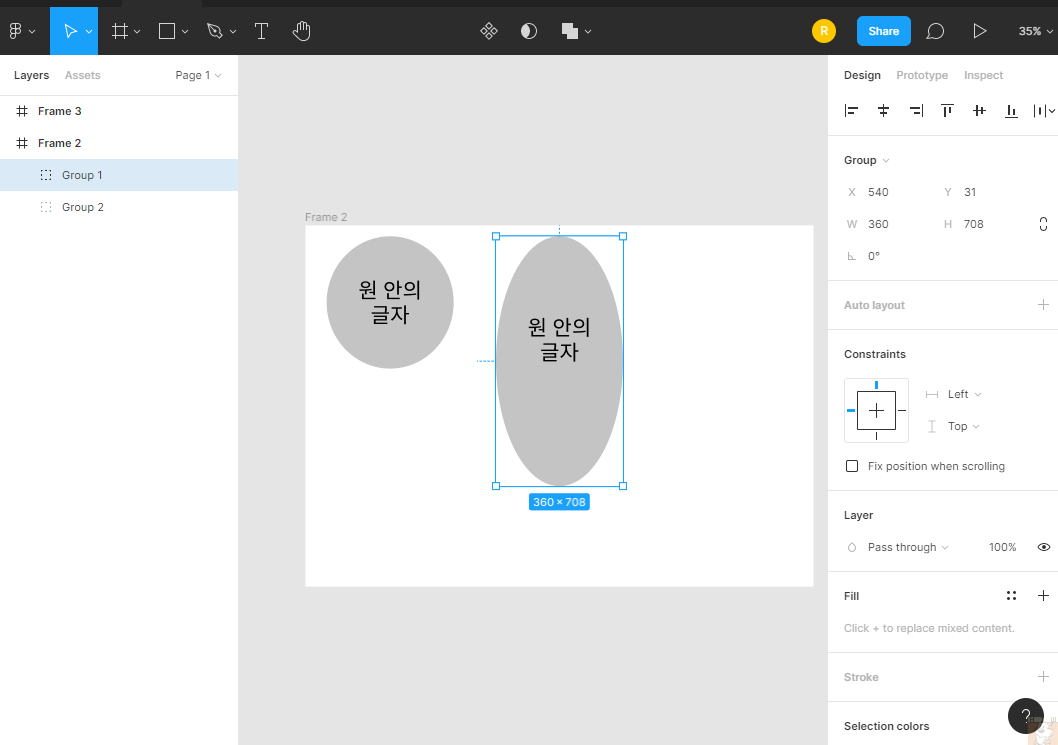 R
Share
35%
Layers
Assets
Page 1
Design
Prototype
Inspect
Frame 3
Frame 2
Group 1
Group 2
Frame 2
원 안의
글자
원 안의
글자
360 × 708
Group
X 540
Y 31
W 360
H 708
0°
Auto layout
Constraints
Left
Top
Fix position when scrolling
Layer
Pass through
100%
Fill
Click + to replace mixed content.
Stroke
Selection colors
?